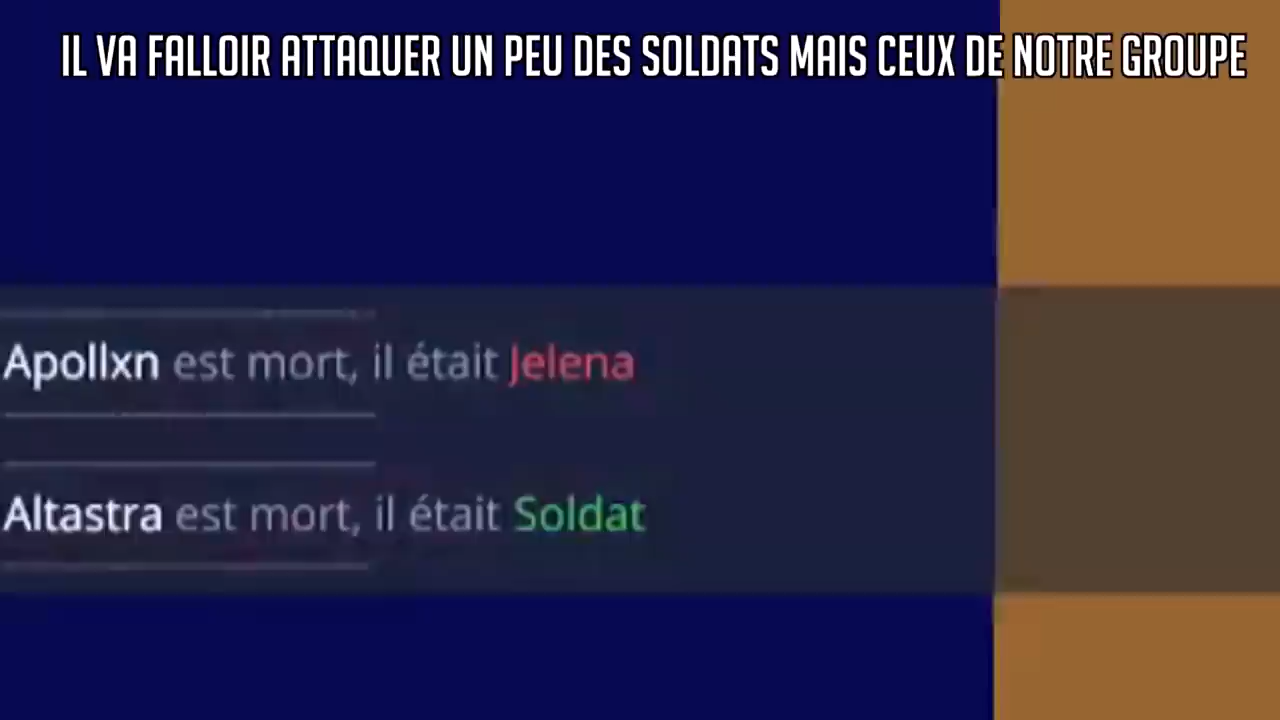 IL VA FALLOIR ATTAQUER UN PEU DES SOLDATS MAIS CEUX DE NOTRE GROUPE
Apollxn est mort, il était Jelena
Altastra est mort, il était Soldat